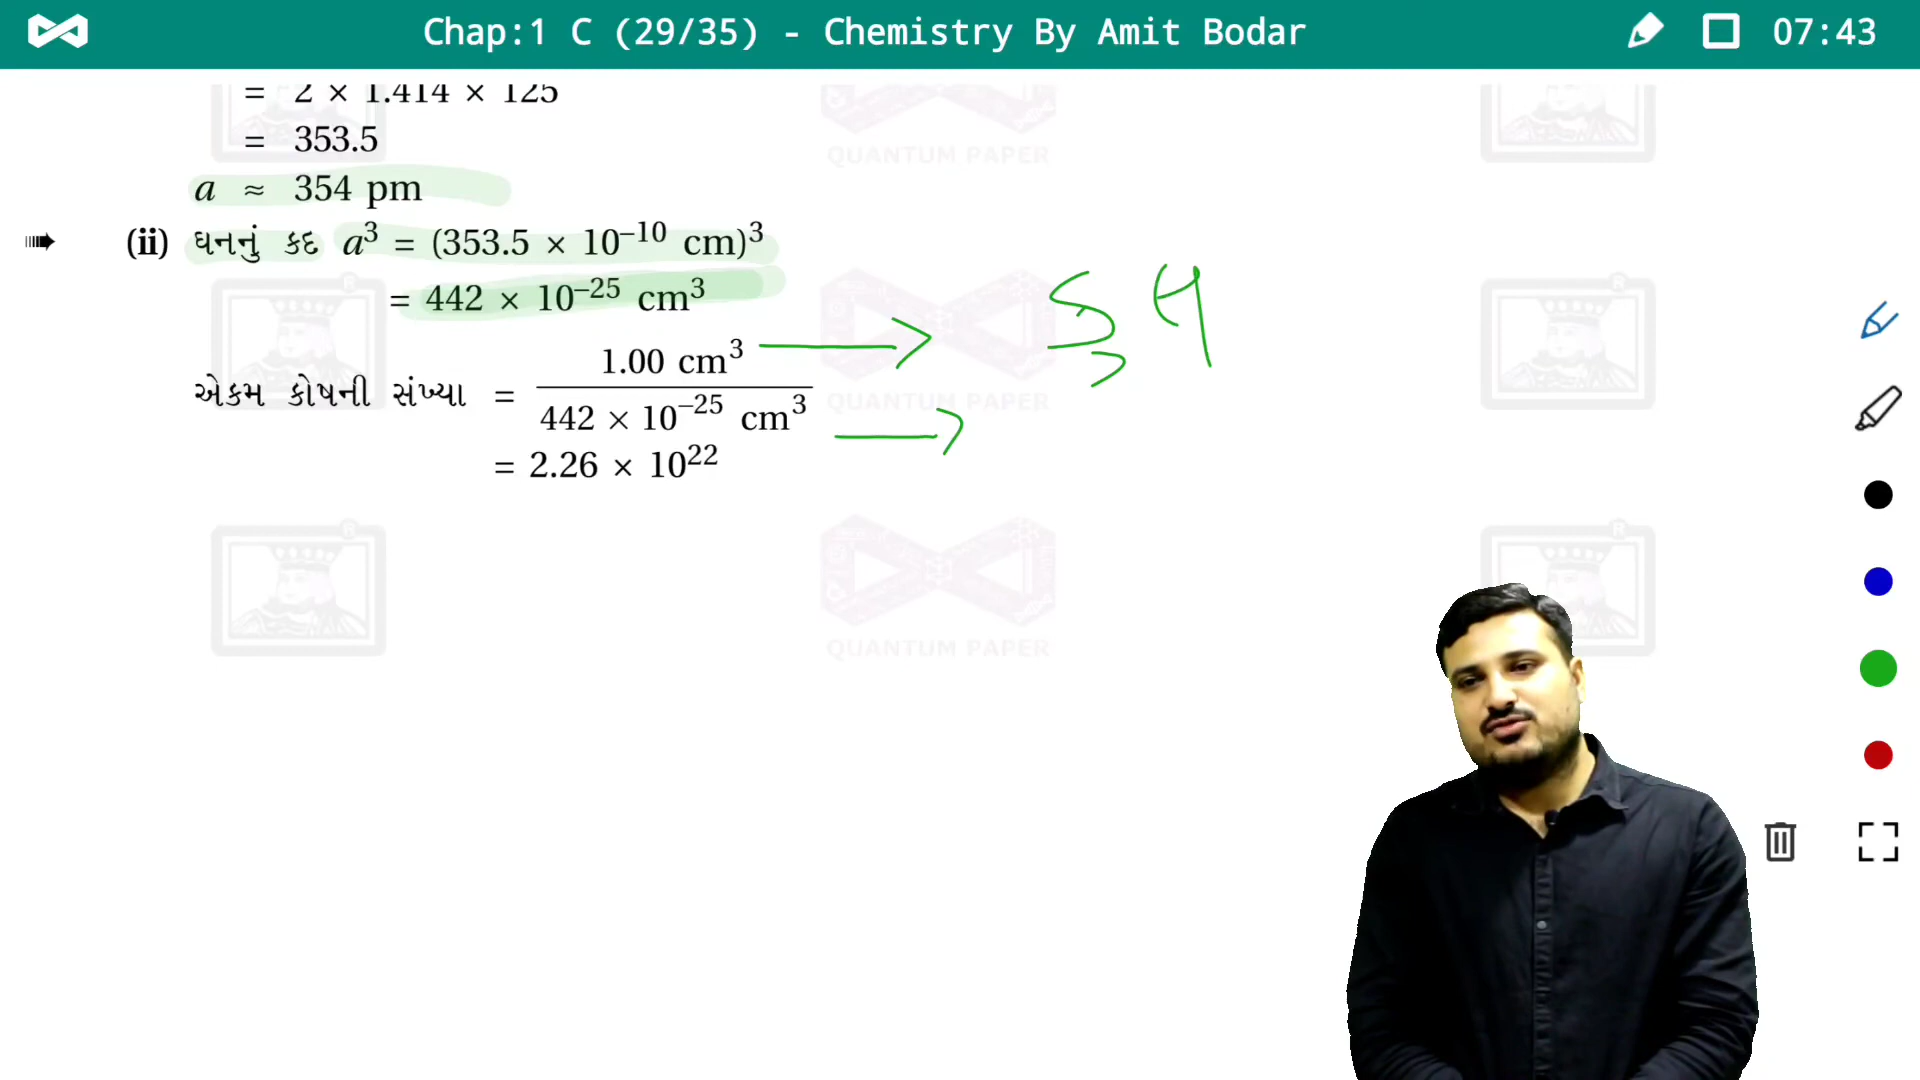 Chap:1 C (29/35) - Chemistry By Amit Bodar
07:43
= 2 × 1.414 × 125
= 353.5
a ≈ 354 pm
(ii) ઘનનું કદ a³ = (353.5 × 10⁻¹⁰ cm)³
= 442 × 10⁻²⁵ cm³
એકમ કોષની સંખ્યા = 1.00 cm³ / 442 × 10⁻²⁵ cm³
= 2.26 × 10²²
QUANTUM PAPER
QUANTUM PAPER
QUANTUM PAPER